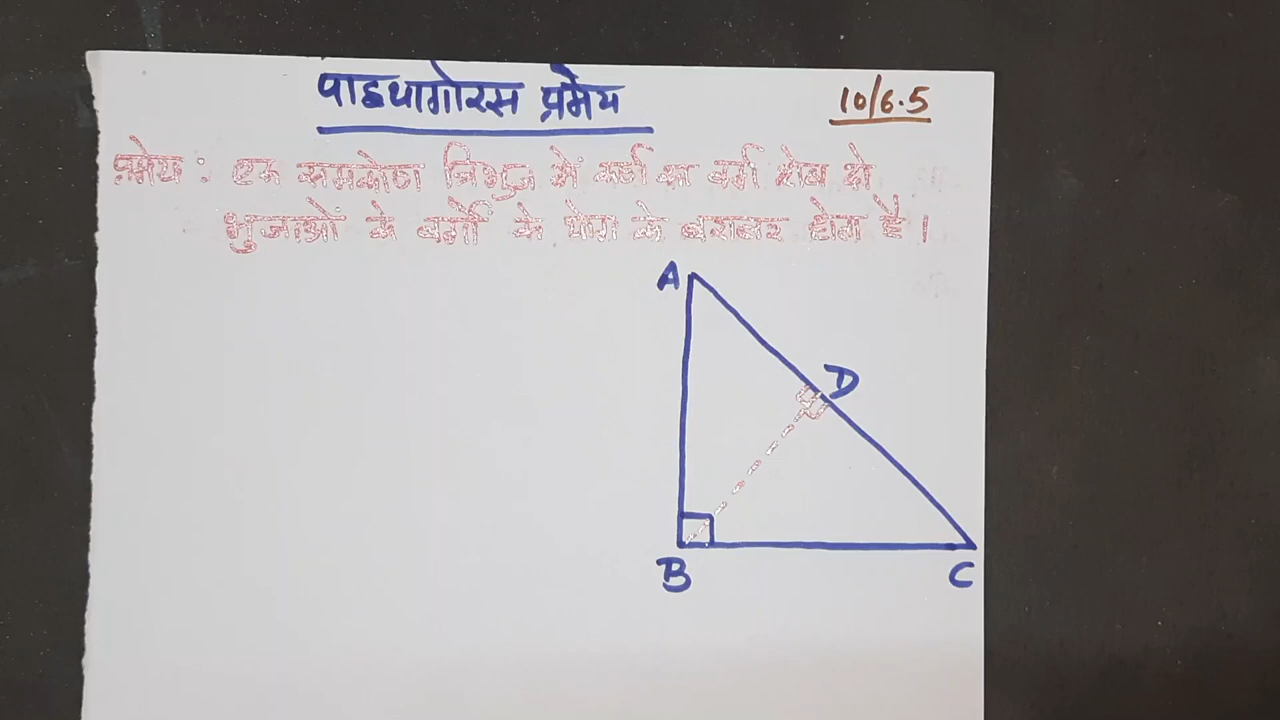 पाइथागोरस प्रमेय
10/6.5
प्रमेय : एक समकोण त्रिभुज में कर्ण का वर्ग शेष दो
भुजाओं के वर्गों के योग के बराबर होता है।
A
D
B
C